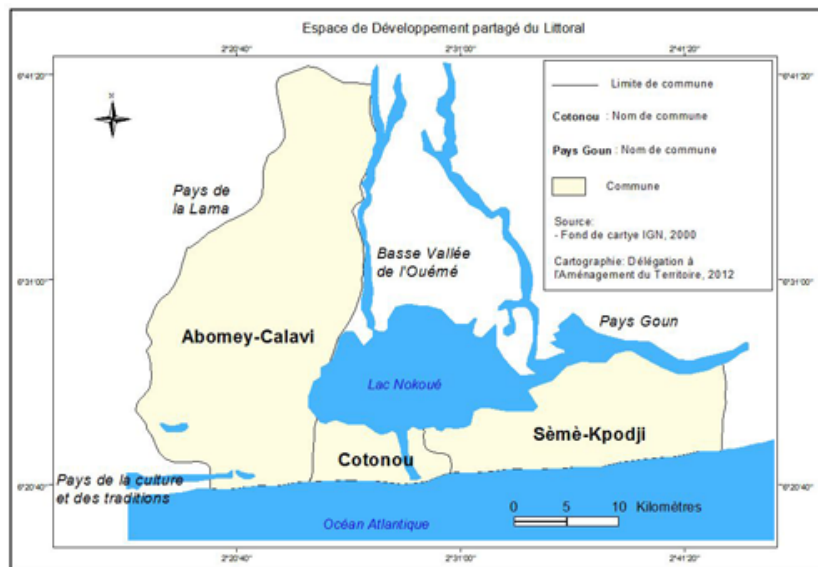 Espace de Développement partagé du Littoral
2°20'40"
2°31'00"
2°41'20"
6°41'20"
6°41'20"
N
Limite de commune
Cotonou : Nom de commune
Pays Goun : Nom de commune
Commune
Source:
- Fond de cartye IGN, 2000
Cartographie: Délégation à
l'Aménagement du Territoire, 2012
Pays de
la Lama
Basse Vallée
de l'Ouémé
6°31'00"
6°31'00"
Pays Goun
Abomey-Calavi
Lac Nokoué
Sèmè-Kpodji
Cotonou
Pays de la culture
et des traditions
6°20'40"
6°20'40"
0 5 10 Kilomètres
Océan Atlantique
2°20'40"
2°31'00"
2°41'20"